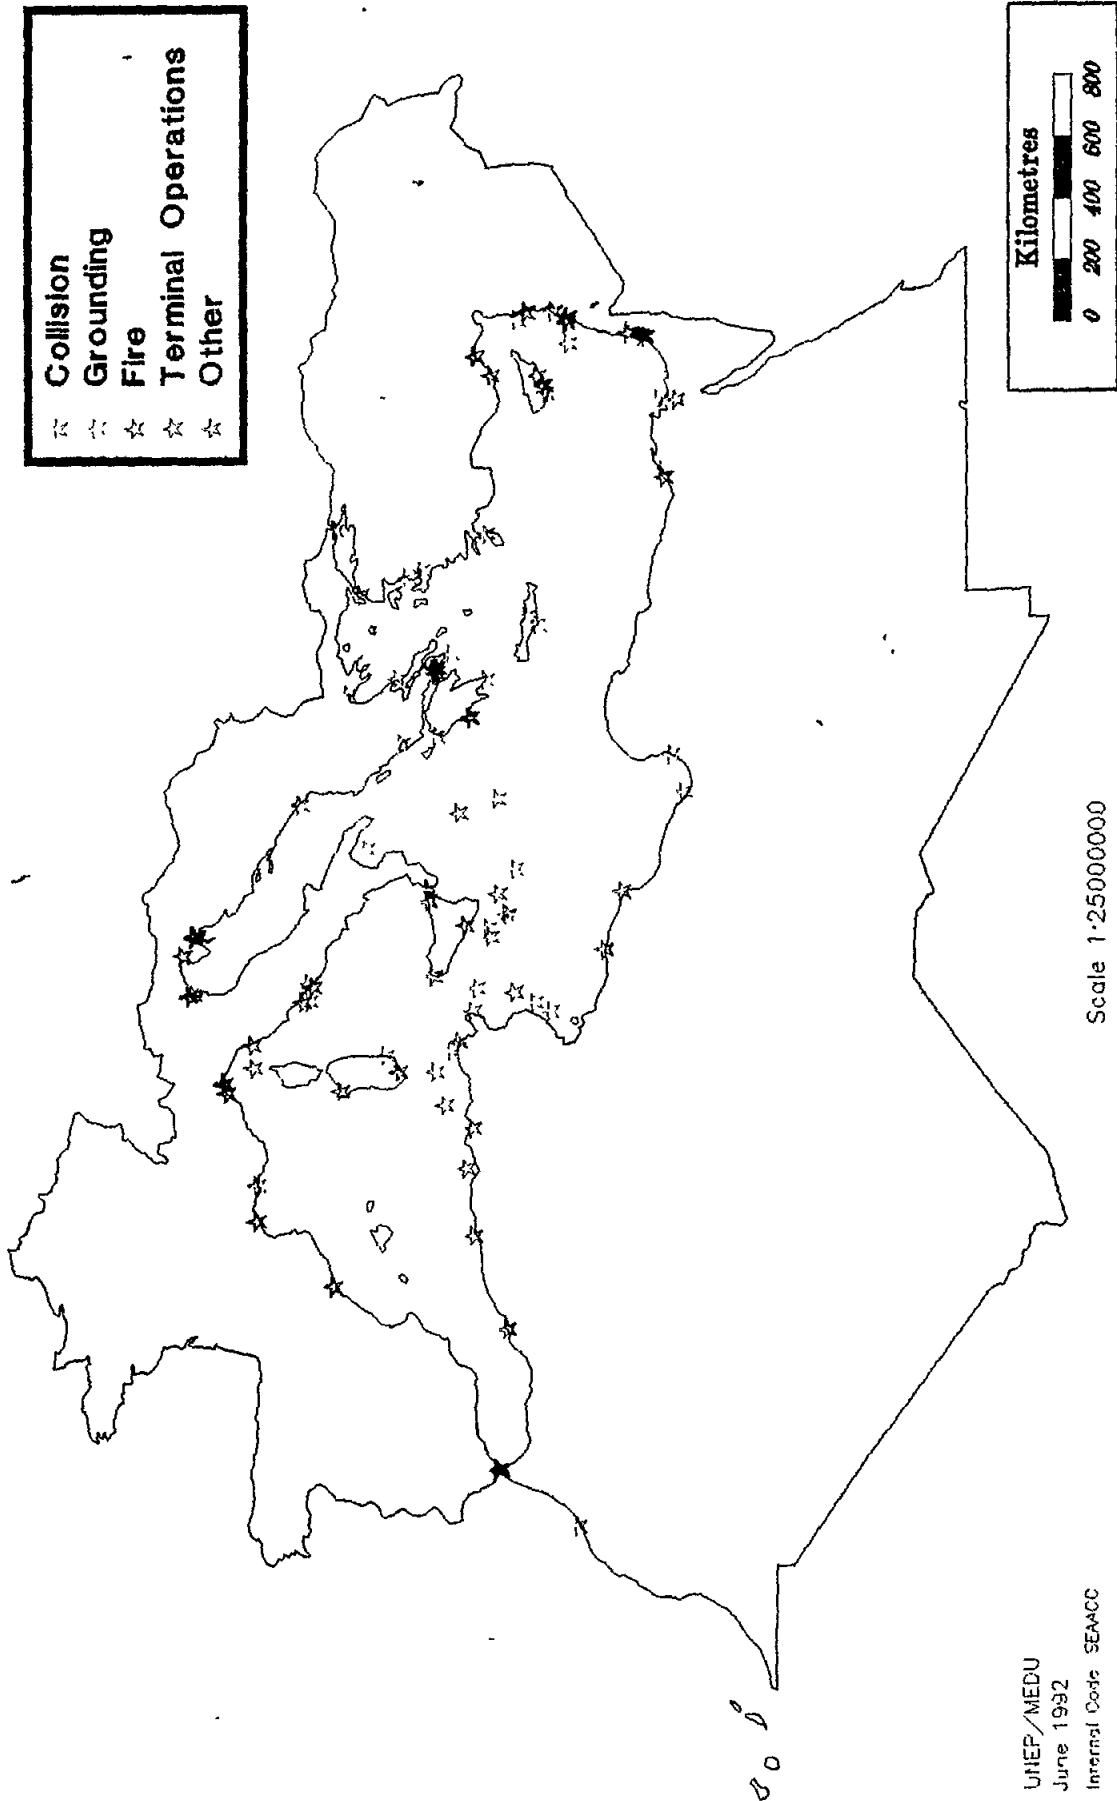 Collision
Grounding
Fire
Terminal Operations
Other
Kilometres
0 200 400 600 800
Scale 1:25000000
UNEP/MEDU
June 1992
Internal Code SEAACC